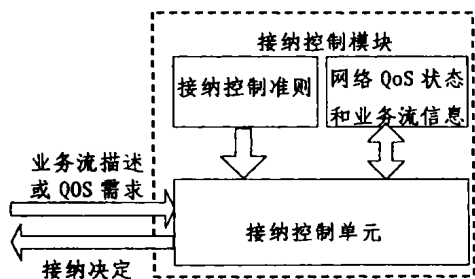 接纳控制模块
接纳控制准则
网络 QoS 状态
和业务流信息
业务流描述
或 QOS 需求
接纳控制单元
接纳决定